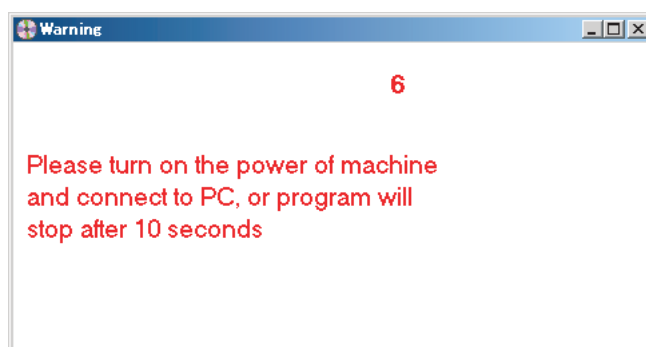 Warning
6
Please turn on the power of machine
and connect to PC, or program will
stop after 10 seconds